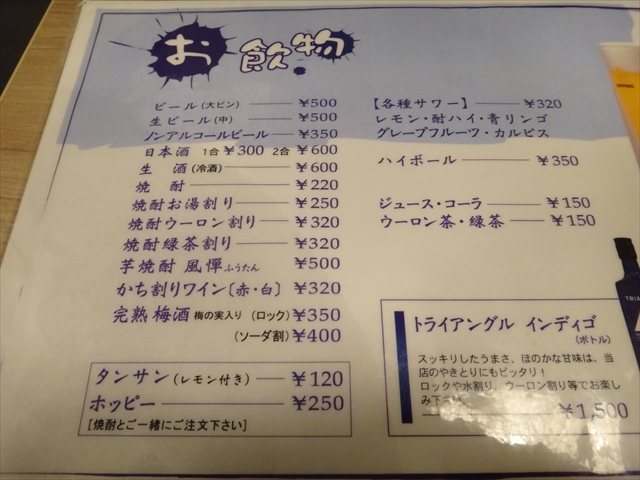 お飲物
ビール(大ビン) ¥500
生ビール(中) ¥500
ノンアルコールビール ¥350
日本酒 1合 ¥300 2合 ¥600
生酒(冷酒) ¥600
焼酎 ¥220
焼酎お湯割り ¥250
焼酎ウーロン割り ¥320
焼酎緑茶割り ¥320
芋焼酎 風憚 ふうたん ¥500
かち割りワイン〔赤・白〕 ¥320
完熟梅酒 梅の実入り (ロック) ¥350
(ソーダ割) ¥400
タンサン(レモン付き) ¥120
ホッピー ¥250
[焼酎とご一緒にご注文下さい]
【各種サワー】 ¥320
レモン・酎ハイ・青リンゴ
グレープフルーツ・カルピス
ハイボール ¥350
ジュース・コーラ ¥150
ウーロン茶・緑茶 ¥150
トライアングル インディゴ
(ボトル)
スッキリしたうまさ、ほのかな甘味は、当
店のやきとりにもピッタリ!
ロックや水割り、ウーロン割り等でお楽し
み下さい。
¥1,500
TRIA